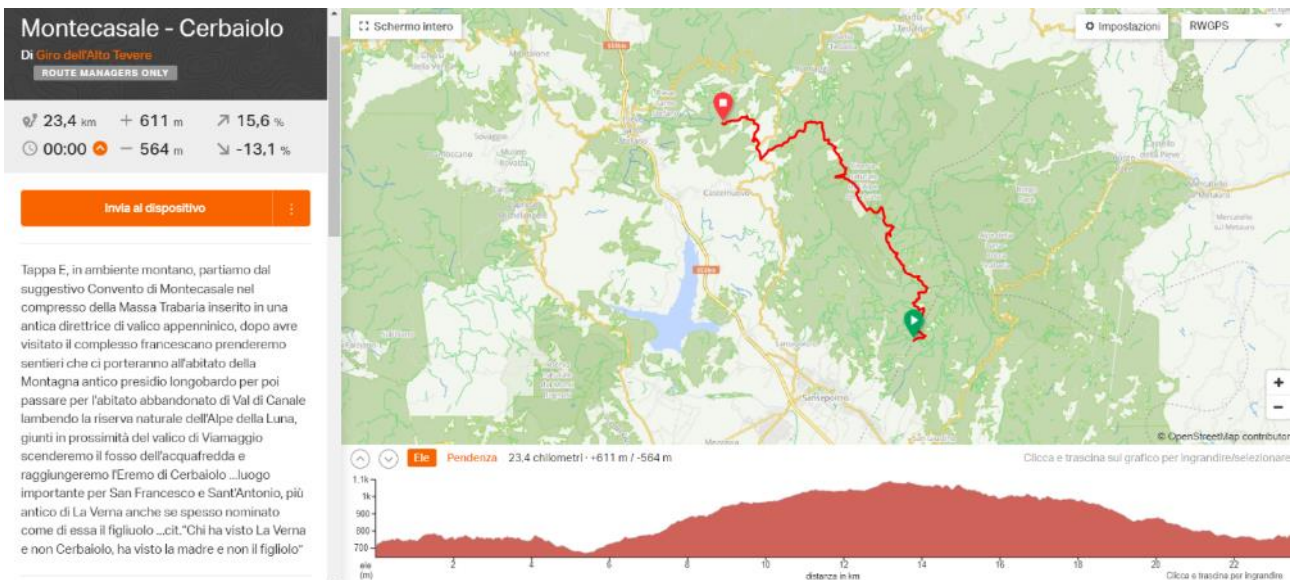 Montecasale - Cerbaiolo
Di Giro dell'Alto Tevere
ROUTE MANAGERS ONLY
23,4 km + 611 m 15,6 %
00:00 − 564 m -13,1 %
Invia al dispositivo
Tappa E, in ambiente montano, partiamo dal
suggestivo Convento di Montecasale nel
compresso della Massa Trabaria inserito in una
antica direttrice di valico appenninico, dopo avre
visitato il complesso francescano prenderemo
sentieri che ci porteranno all'abitato della
Montagna antico presidio longobardo per poi
passare per l'abitato abbandonato di Val di Canale
lambendo la riserva naturale dell'Alpe della Luna,
giunti in prossimità del valico di Viamaggio
scenderemo il fosso dell'acquafredda e
raggiungeremo l'Eremo di Cerbaiolo ...luogo
importante per San Francesco e Sant'Antonio, più
antico di La Verna anche se spesso nominato
come di essa il figliuolo ...cit."Chi ha visto La Verna
e non Cerbaiolo, ha visto la madre e non il figliolo"
Schermo intero
Impostazioni
RWGPS
Castelnuovo
Sansepolcro
Mercatello
sul Metauro
+
−
© OpenStreetMap contributor
Ele Pendenza 23,4 chilometri · +611 m / -564 m
Clicca e trascina sul grafico per ingrandire/selezionare
1.1k
1k
900
800
700
ele
(m)
2 4 6 8 10 12 14 16 18 20 22
distanza in km
Clicca e trascina per ingrandire